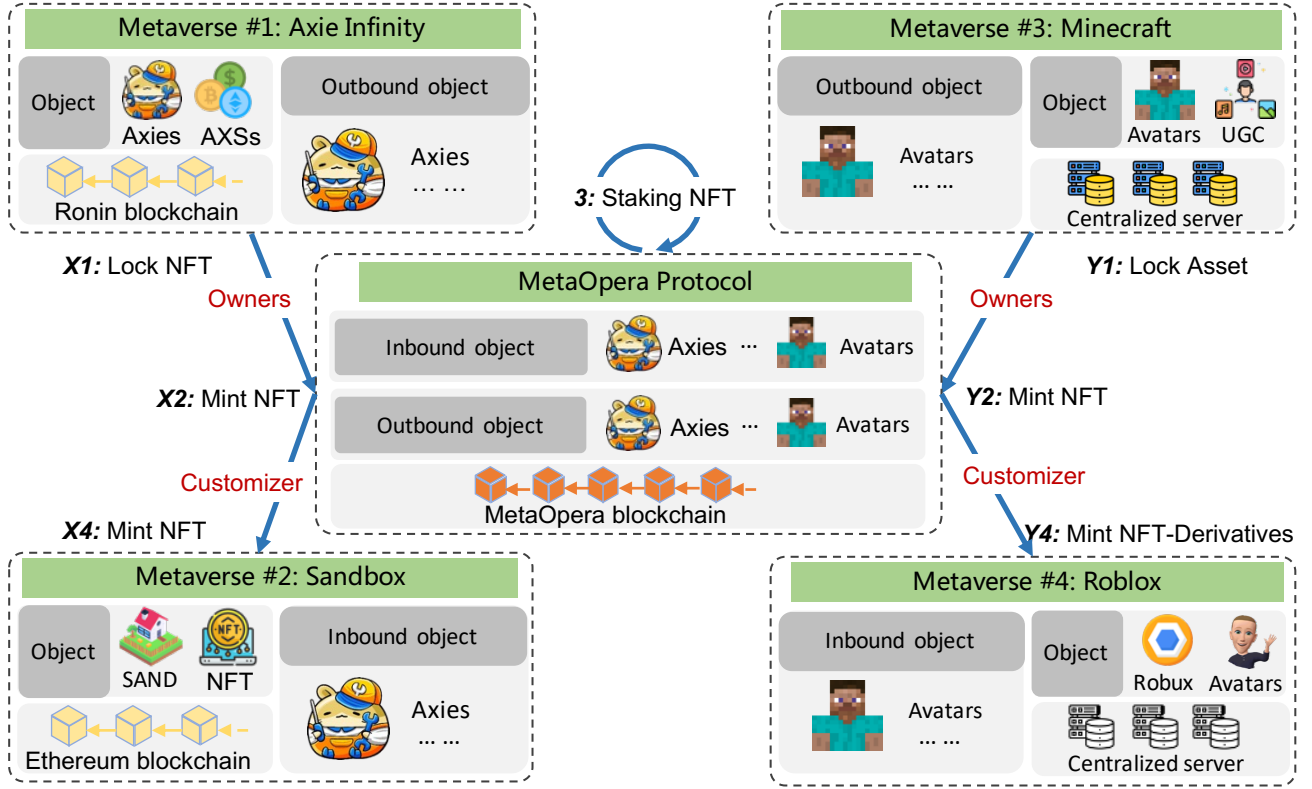 Metaverse #1: Axie Infinity
Object
Axies
AXSs
Outbound object
Axies
... ...
Ronin blockchain
Metaverse #3: Minecraft
Outbound object
Avatars
... ...
Object
Avatars
UGC
Centralized server
3: Staking NFT
X1: Lock NFT
Owners
X2: Mint NFT
Customizer
X4: Mint NFT
MetaOpera Protocol
Inbound object
Axies ... Avatars
Outbound object
Axies ... Avatars
MetaOpera blockchain
Y1: Lock Asset
Owners
Y2: Mint NFT
Customizer
Y4: Mint NFT-Derivatives
Metaverse #2: Sandbox
Object
SAND
NFT
NFT
Inbound object
Axies
... ...
Ethereum blockchain
Metaverse #4: Roblox
Inbound object
Avatars
... ...
Object
Robux
Avatars
Centralized server